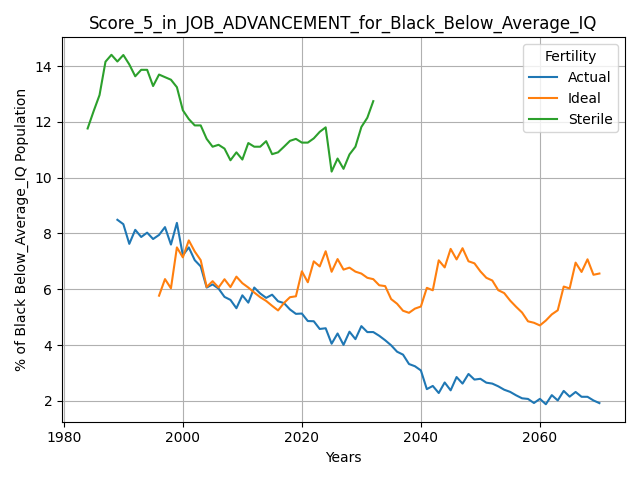 Score_5_in_JOB_ADVANCEMENT_for_Black_Below_Average_IQ
% of Black Below_Average_IQ Population
14
12
10
8
6
4
2
Fertility
Actual
Ideal
Sterile
1980 2000 2020 2040 2060
Years